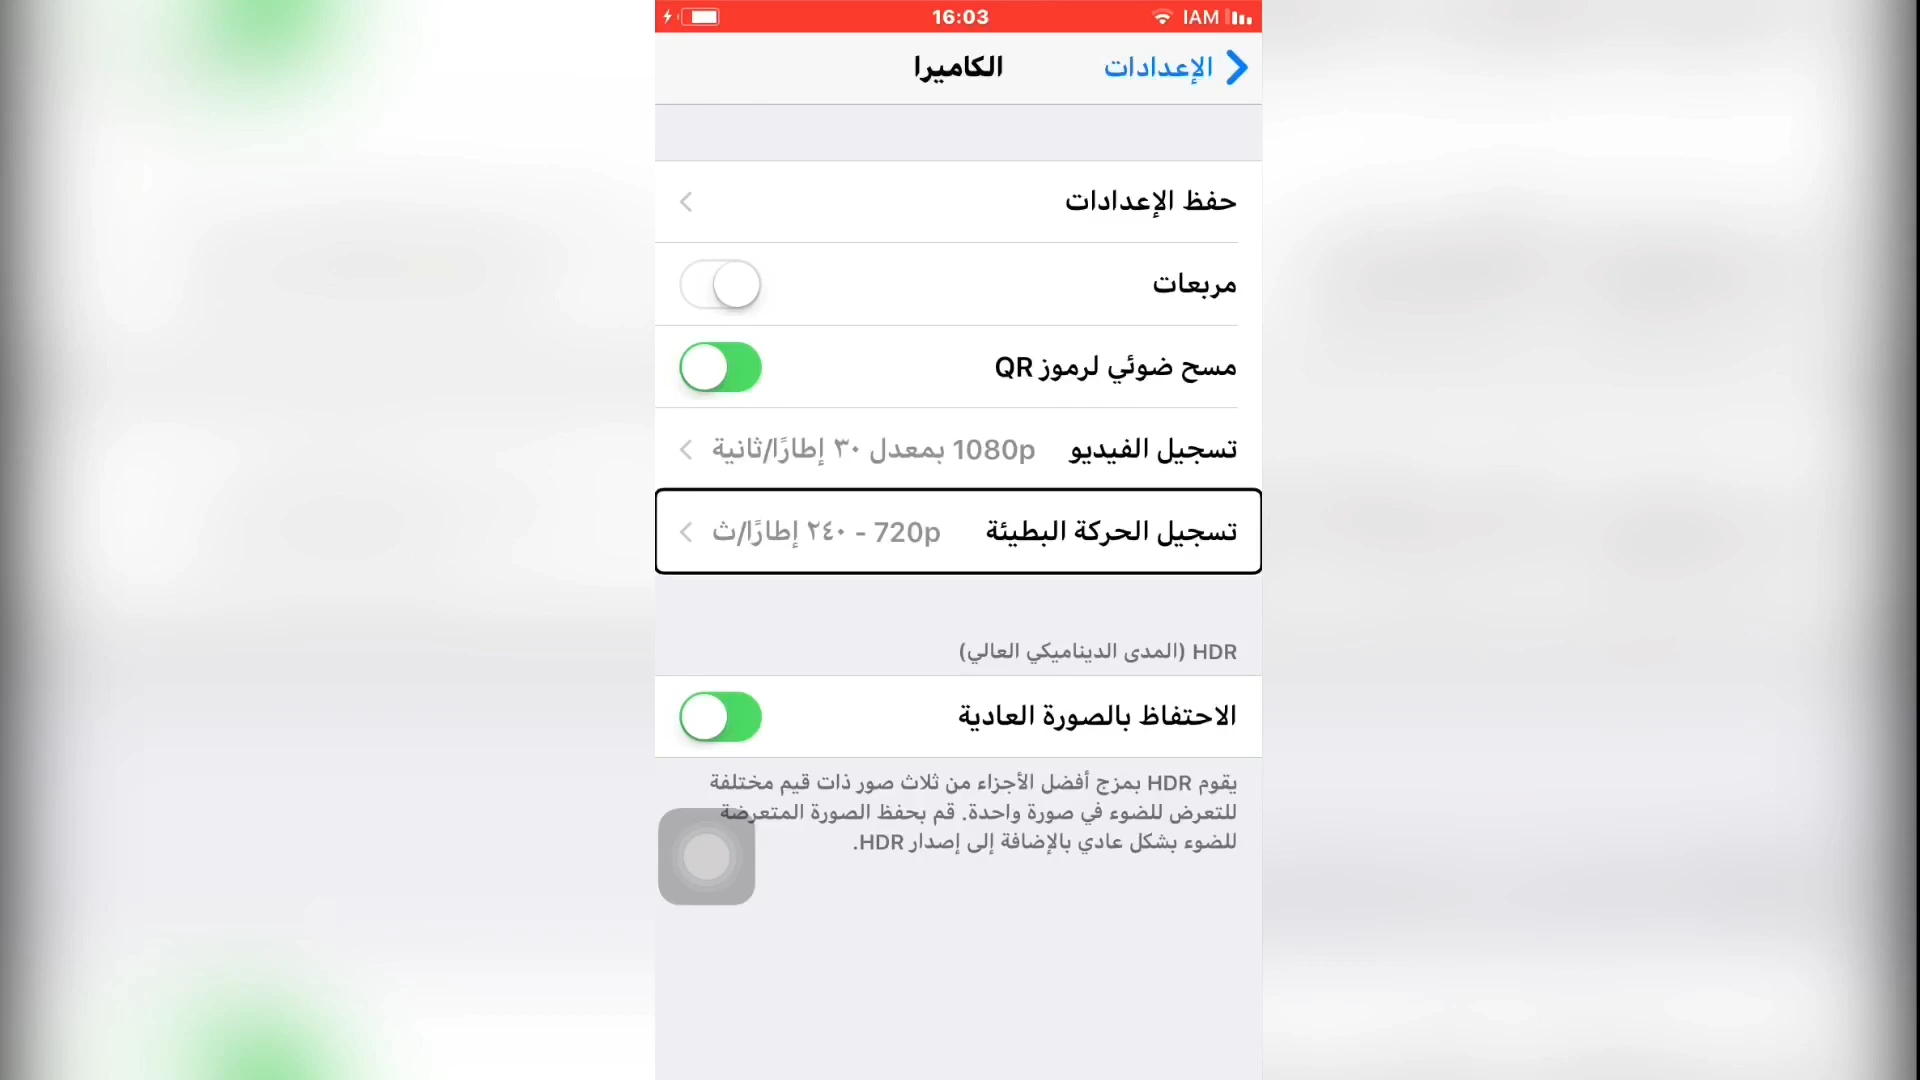 IAM 16:03
الإعدادات
الكاميرا
حفظ الإعدادات
مربعات
مسح ضوئي لرموز QR
تسجيل الفيديو 1080p بمعدل ٣٠ إطارًا/ثانية
تسجيل الحركة البطيئة 720p - ٢٤٠ إطارًا/ث
HDR (المدى الديناميكي العالي)
الاحتفاظ بالصورة العادية
يقوم HDR بمزج أفضل الأجزاء من ثلاث صور ذات قيم مختلفة
للتعرض للضوء في صورة واحدة. قم بحفظ الصورة المتعرضة
للضوء بشكل عادي بالإضافة إلى إصدار HDR.